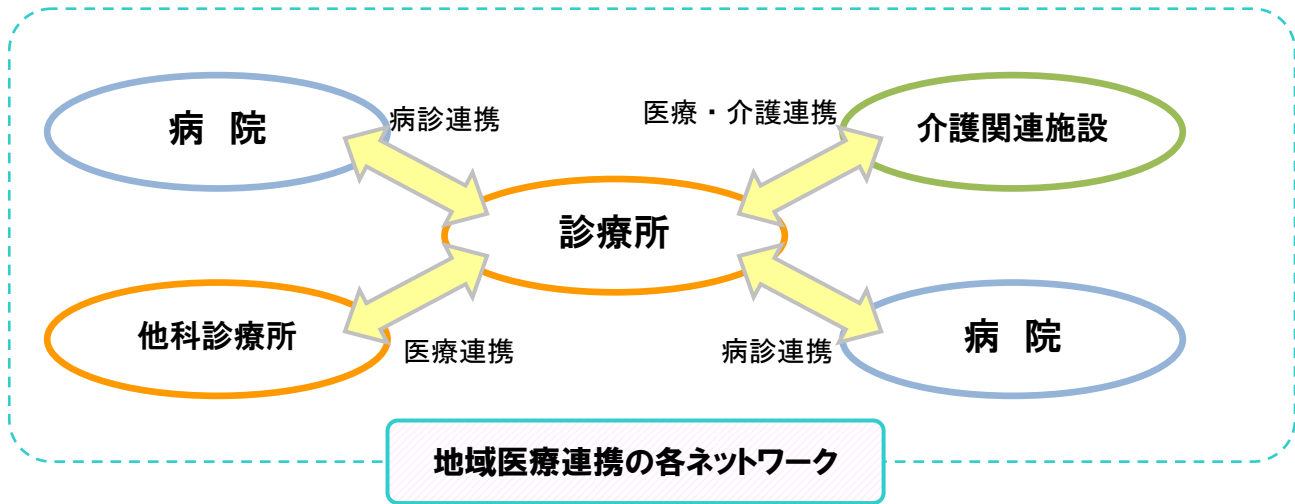 病 院
病診連携
医療・介護連携
介護関連施設
診療所
他科診療所
医療連携
病診連携
病 院
地域医療連携の各ネットワーク